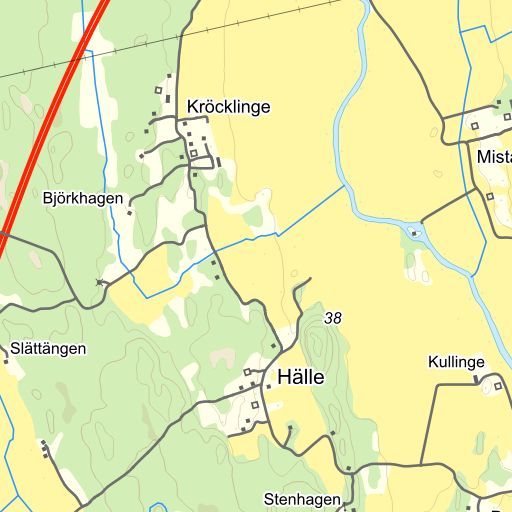 Kröcklinge
Mista
Björkhagen
38
Slättängen
Kullinge
Hälle
Stenhagen